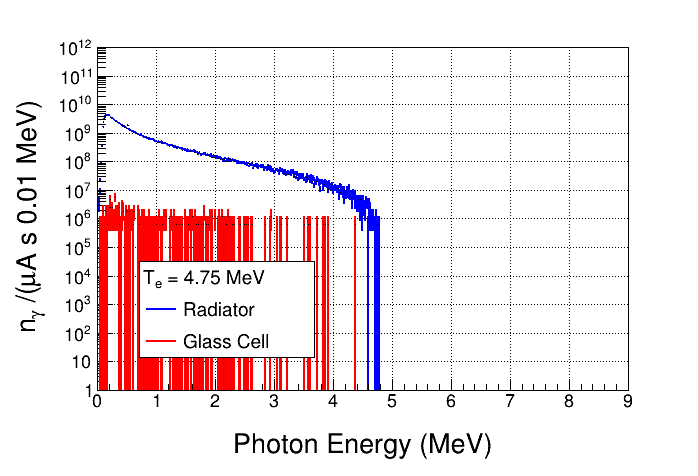 n_γ /(μA s 0.01 MeV)
10^12
10^11
10^10
10^9
10^8
10^7
10^6
10^5
10^4
10^3
10^2
10
1
T_e = 4.75 MeV
Radiator
Glass Cell
0 1 2 3 4 5 6 7 8 9
Photon Energy (MeV)